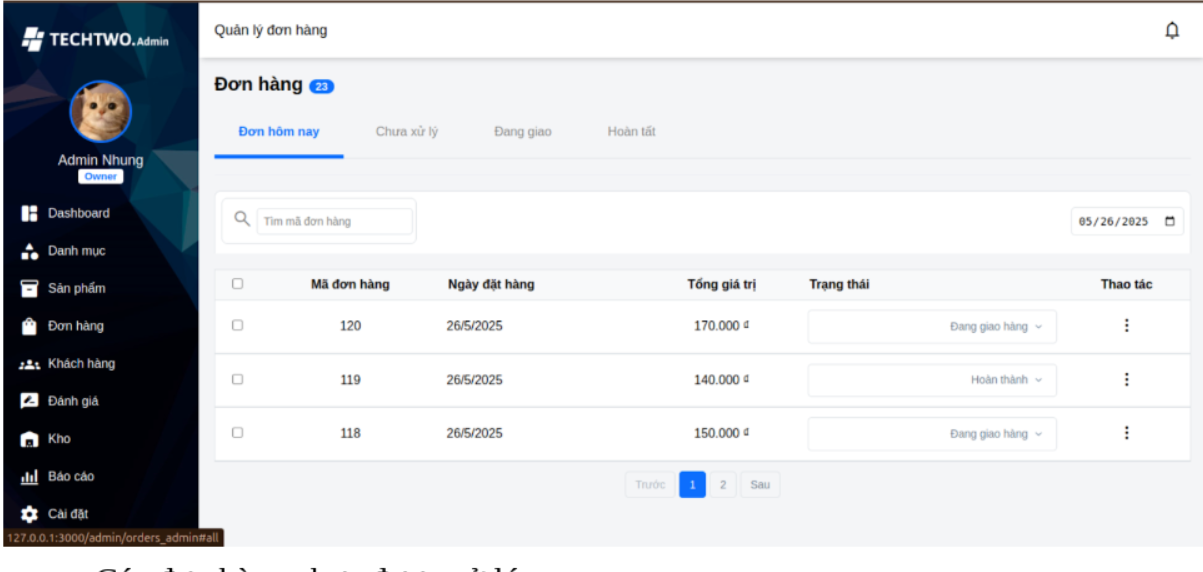 TECHTWO.Admin
Quản lý đơn hàng
Admin Nhung
Owner
Dashboard
Danh mục
Sản phẩm
Đơn hàng
Khách hàng
Đánh giá
Kho
Báo cáo
Cài đặt
127.0.0.1:3000/admin/orders_admin#all
Đơn hàng 23
Đơn hôm nay Chưa xử lý Đang giao Hoàn tất
Tìm mã đơn hàng 05/26/2025
Mã đơn hàng Ngày đặt hàng Tổng giá trị Trạng thái Thao tác
120 26/5/2025 170.000 ₫ Đang giao hàng
119 26/5/2025 140.000 ₫ Hoàn thành
118 26/5/2025 150.000 ₫ Đang giao hàng
Trước 1 2 Sau